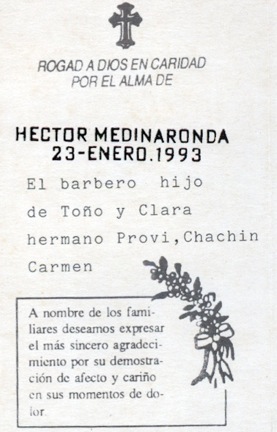 ROGAD A DIOS EN CARIDAD
POR EL ALMA DE
HECTOR MEDINARONDA
23-ENERO.1993
El barbero hijo
de Toño y Clara
hermano Provi,Chachin
Carmen
A nombre de los fami-
liares deseamos expresar
el más sincero agradeci-
miento por su demostra-
ción de afecto y cariño
en sus momentos de do-
lor.